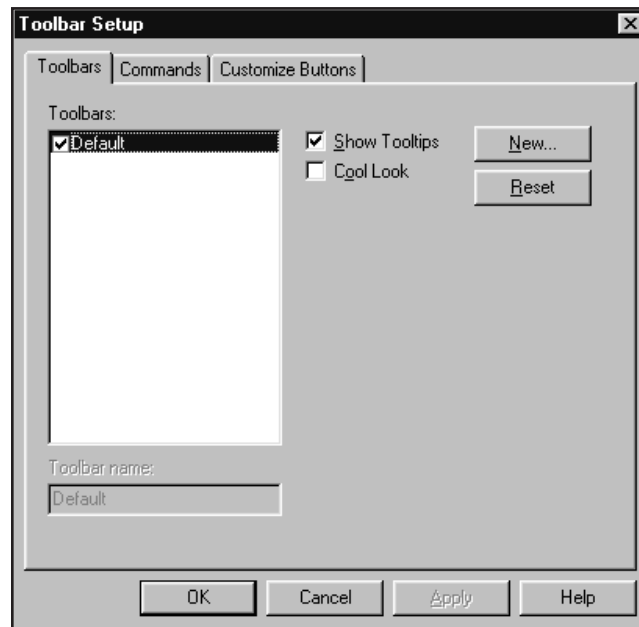 Toolbar Setup
Toolbars Commands Customize Buttons
Toolbars:
Default
Show Tooltips
Cool Look
New...
Reset
Toolbar name:
Default
OK Cancel Apply Help